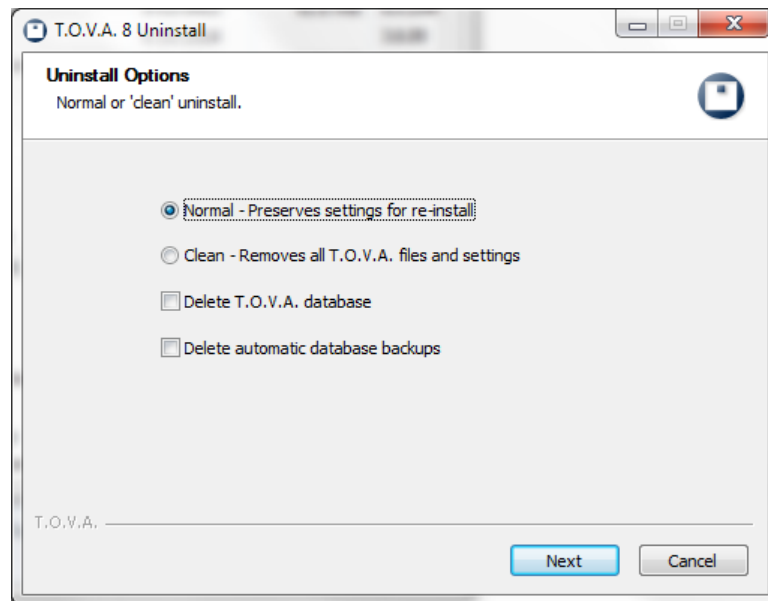 T.O.V.A. 8 Uninstall
Uninstall Options
Normal or 'clean' uninstall.
Normal - Preserves settings for re-install
Clean - Removes all T.O.V.A. files and settings
Delete T.O.V.A. database
Delete automatic database backups
T.O.V.A.
Next Cancel